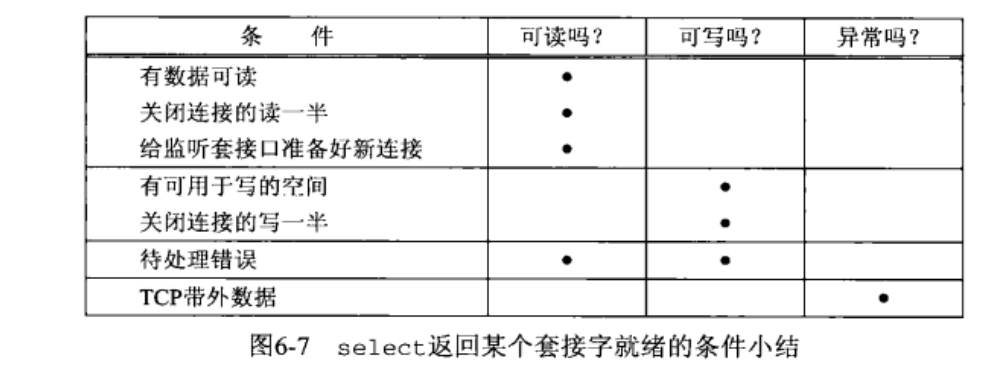 条 件 可读吗? 可写吗? 异常吗?
有数据可读 •
关闭连接的读一半 •
给监听套接口准备好新连接 •
有可用于写的空间 •
关闭连接的写一半 •
待处理错误 • •
TCP带外数据 •
图6-7 select返回某个套接字就绪的条件小结